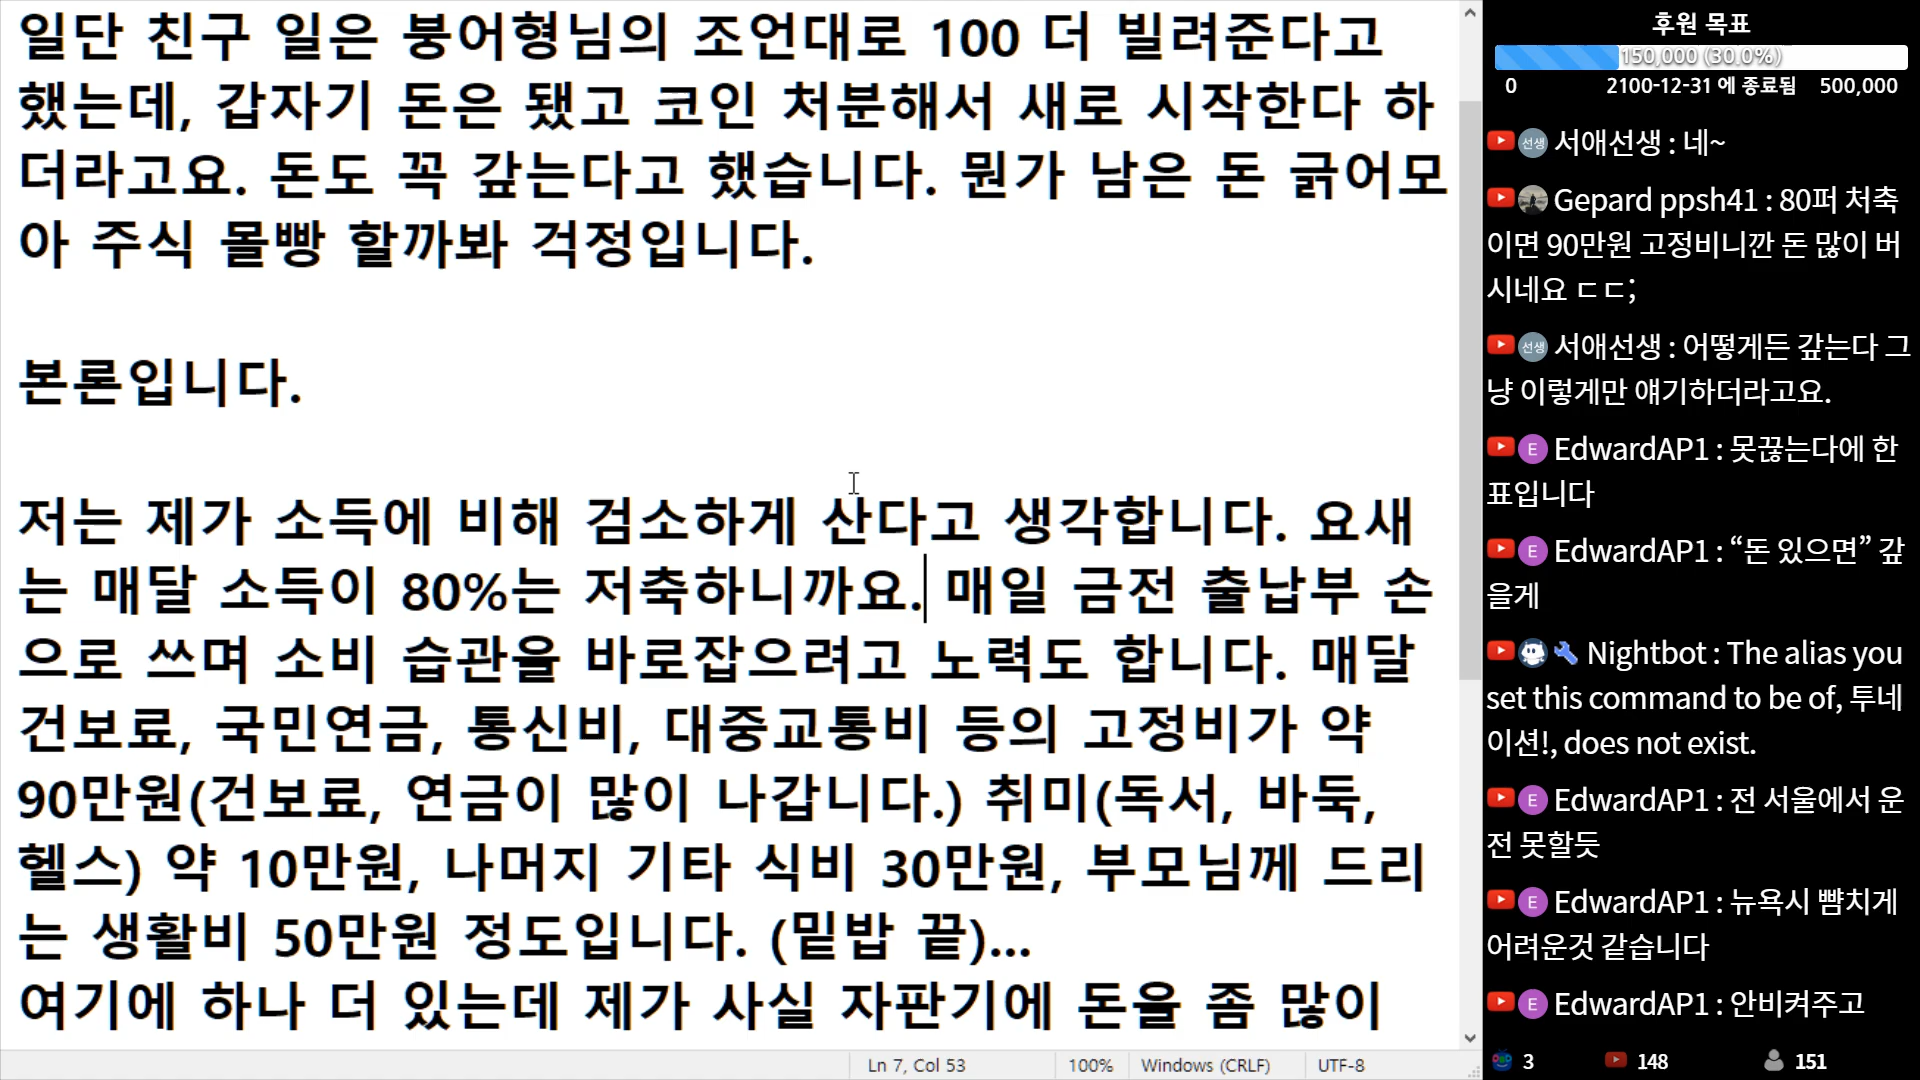 일단 친구 일은 붕어형님의 조언대로 100 더 빌려준다고
했는데, 갑자기 돈은 됐고 코인 처분해서 새로 시작한다 하
더라고요. 돈도 꼭 갚는다고 했습니다. 뭔가 남은 돈 긁어모
아 주식 몰빵 할까봐 걱정입니다.
본론입니다.
저는 제가 소득에 비해 검소하게 산다고 생각합니다. 요새
는 매달 소득이 80%는 저축하니까요. 매일 금전 출납부 손
으로 쓰며 소비 습관을 바로잡으려고 노력도 합니다. 매달
건보료, 국민연금, 통신비, 대중교통비 등의 고정비가 약
90만원(건보료, 연금이 많이 나갑니다.) 취미(독서, 바둑,
헬스) 약 10만원, 나머지 기타 식비 30만원, 부모님께 드리
는 생활비 50만원 정도입니다. (밑밥 끝)...
여기에 하나 더 있는데 제가 사실 자판기에 돈을 좀 많이
Ln 7, Col 53
100%
Windows (CRLF)
UTF-8
후원 목표
150,000 (30.0%)
0 2100-12-31 에 종료됨 500,000
선생 서애선생 : 네~
Gepard ppsh41 : 80퍼 처축
이면 90만원 고정비니깐 돈 많이 버
시네요 ㄷㄷ;
선생 서애선생 : 어떻게든 갚는다 그
냥 이렇게만 얘기하더라고요.
E EdwardAP1 : 못끊는다에 한
표입니다
E EdwardAP1 : “돈 있으면” 갚
을게
Nightbot : The alias you
set this command to be of, 투네
이션!, does not exist.
E EdwardAP1 : 전 서울에서 운
전 못할듯
E EdwardAP1 : 뉴욕시 뺨치게
어려운것 같습니다
E EdwardAP1 : 안비켜주고
3 148 151